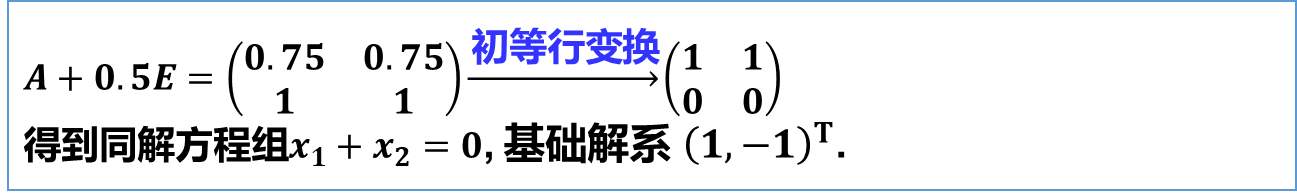 A + 0.5E = (0.75 0.75 1 1) 初等行变换 → (1 1 0 0)
得到同解方程组x₁ + x₂ = 0, 基础解系 (1, −1)ᵀ.